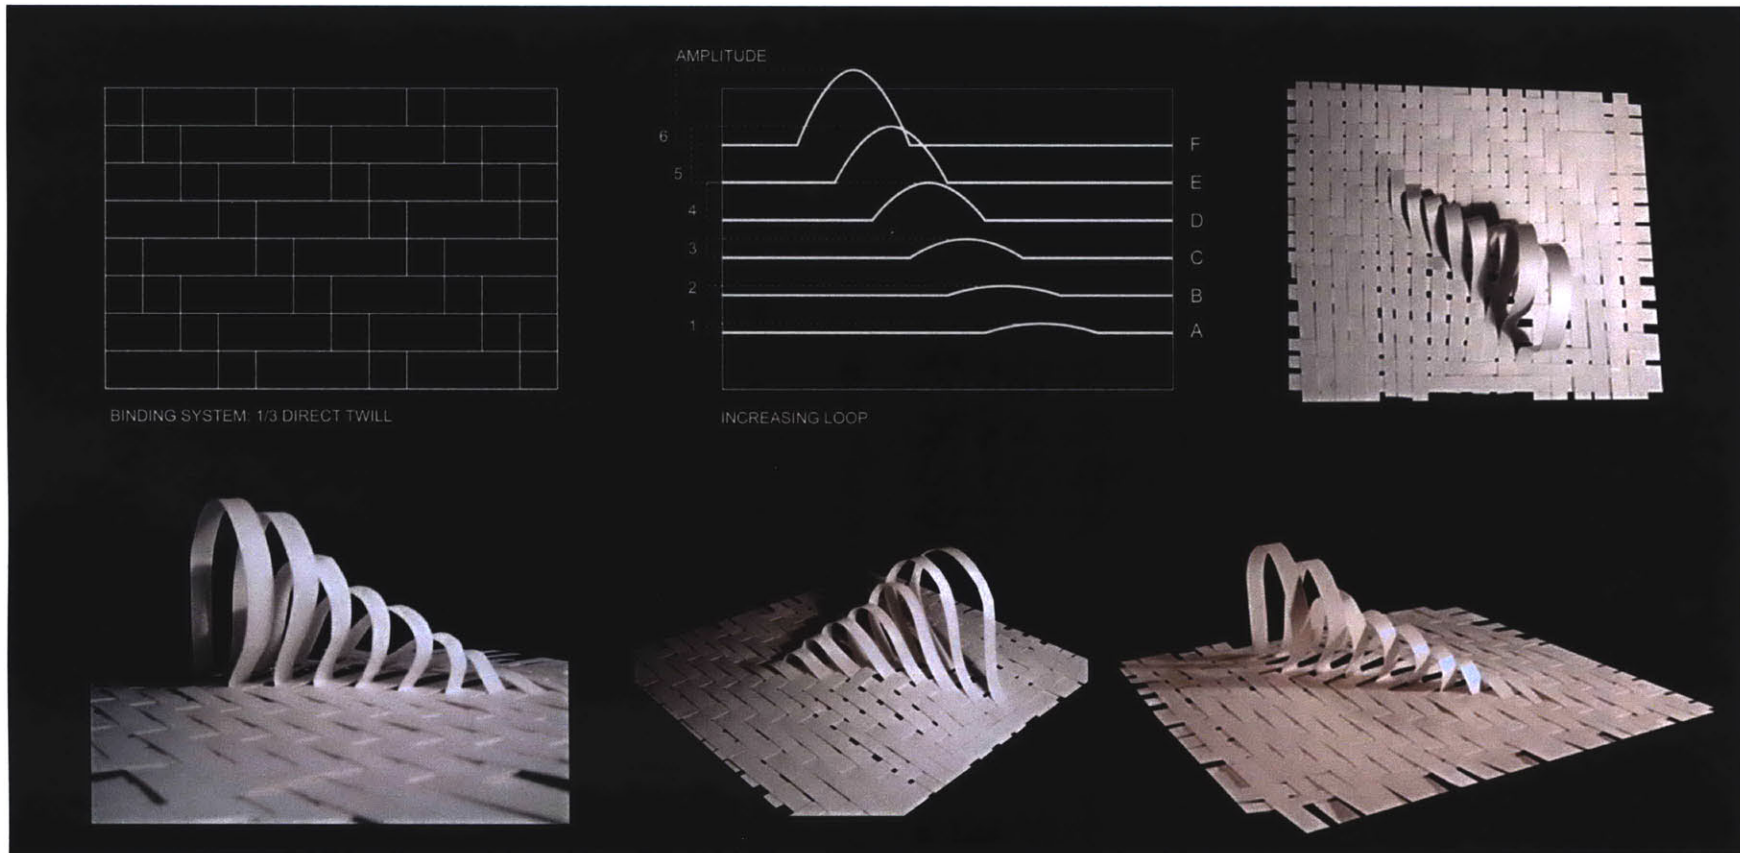 AMPLITUDE
6
5
4
3
2
1
F
E
D
C
B
A
BINDING SYSTEM: 1/3 DIRECT TWILL
INCREASING LOOP